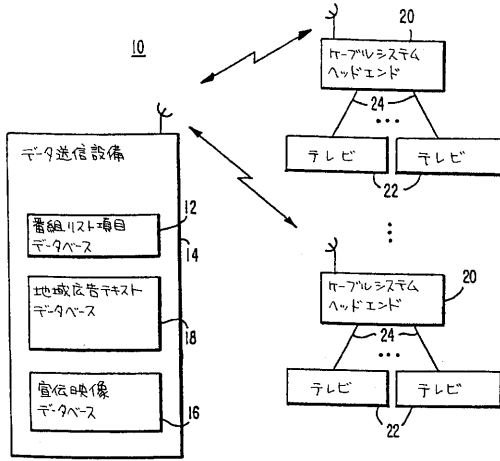 10
データ送信設備
番組リスト項目
データベース
12
14
地域広告テキスト
データベース
18
宣伝映像
データベース
16
20
ケーブルシステム
ヘッドエンド
24
テレビ
テレビ
22
20
ケーブルシステム
ヘッドエンド
24
テレビ
テレビ
22